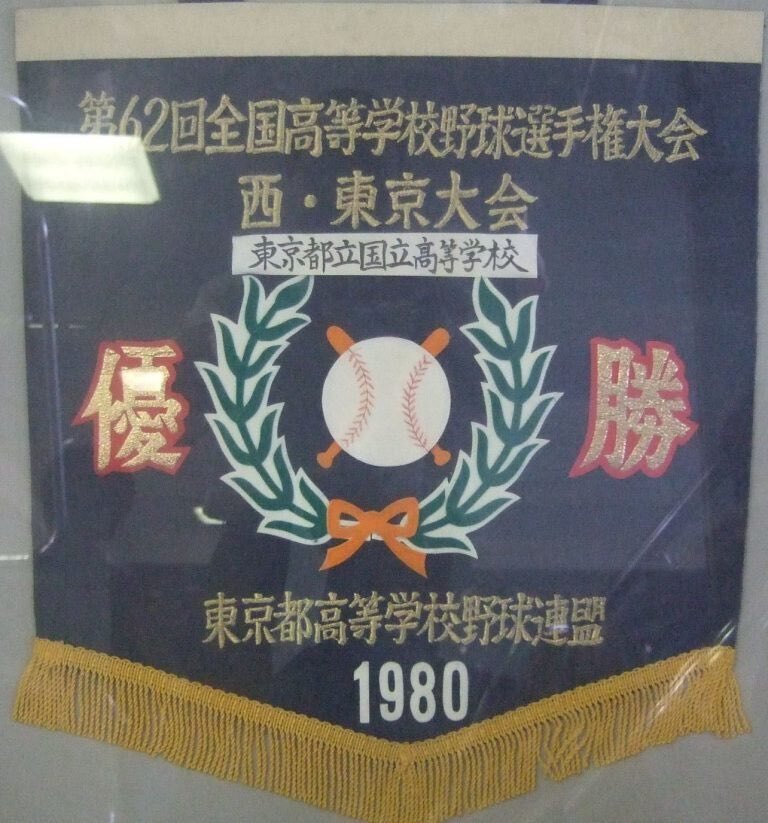 第62回全国高等学校野球選手権大会
西・東京大会
東京都立国立高等学校
優勝
東京都高等学校野球連盟
1980